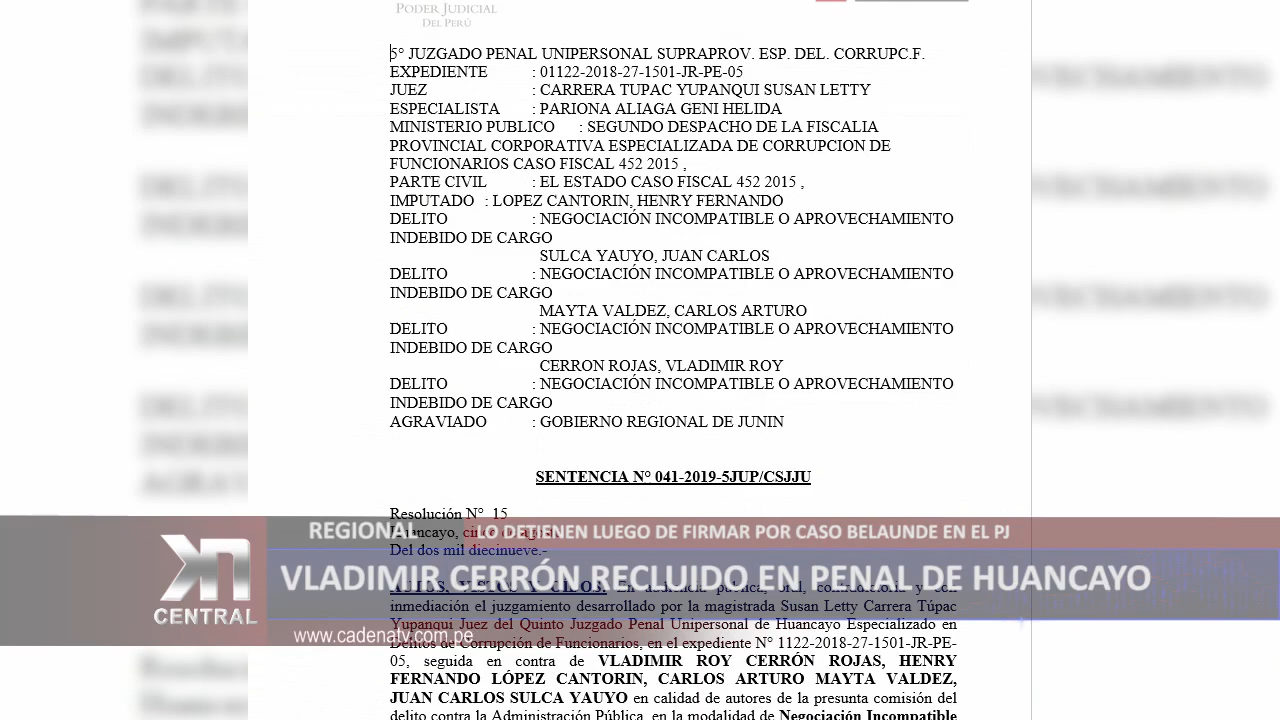 PODER JUDICIAL
DEL PERÚ
5° JUZGADO PENAL UNIPERSONAL SUPRAPROV. ESP. DEL. CORRUPC.F.
EXPEDIENTE : 01122-2018-27-1501-JR-PE-05
JUEZ : CARRERA TUPAC YUPANQUI SUSAN LETTY
ESPECIALISTA : PARIONA ALIAGA GENI HELIDA
MINISTERIO PUBLICO : SEGUNDO DESPACHO DE LA FISCALIA
PROVINCIAL CORPORATIVA ESPECIALIZADA DE CORRUPCION DE
FUNCIONARIOS CASO FISCAL 452 2015 ,
PARTE CIVIL : EL ESTADO CASO FISCAL 452 2015 ,
IMPUTADO : LOPEZ CANTORIN, HENRY FERNANDO
DELITO : NEGOCIACIÓN INCOMPATIBLE O APROVECHAMIENTO
INDEBIDO DE CARGO
SULCA YAUYO, JUAN CARLOS
DELITO : NEGOCIACIÓN INCOMPATIBLE O APROVECHAMIENTO
INDEBIDO DE CARGO
MAYTA VALDEZ, CARLOS ARTURO
DELITO : NEGOCIACIÓN INCOMPATIBLE O APROVECHAMIENTO
INDEBIDO DE CARGO
CERRON ROJAS, VLADIMIR ROY
DELITO : NEGOCIACIÓN INCOMPATIBLE O APROVECHAMIENTO
INDEBIDO DE CARGO
AGRAVIADO : GOBIERNO REGIONAL DE JUNIN
SENTENCIA N° 041-2019-5JUP/CSJJU
Resolución N° 15
REGIONAL LO DETIENEN LUEGO DE FIRMAR POR CASO BELAUNDE EN EL PJ
Huancayo,
Del dos mil diecinueve.-
VLADIMIR CERRÓN RECLUIDO EN PENAL DE HUANCAYO
En audiencia pública, oral, contradictoria y con
inmediación el juzgamiento desarrollado por la magistrada Susan Letty Carrera Túpac
CENTRAL
Yupanqui Juez del Quinto Juzgado Penal Unipersonal de Huancayo Especializado en
www.cadenatv.com.pe
Delitos de Corrupción de Funcionarios, en el expediente N° 1122-2018-27-1501-JR-PE-
05, seguida en contra de VLADIMIR ROY CERRÓN ROJAS, HENRY
FERNANDO LÓPEZ CANTORIN, CARLOS ARTURO MAYTA VALDEZ,
JUAN CARLOS SULCA YAUYO en calidad de autores de la presunta comisión del
delito contra la Administración Pública, en la modalidad de Negociación Incompatible